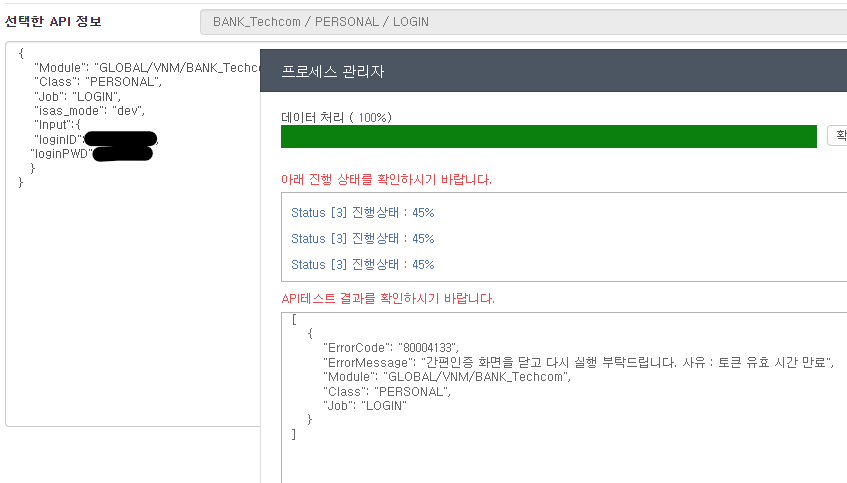 선택한 API 정보
BANK_Techcom / PERSONAL / LOGIN
{
"Module": "GLOBAL/VNM/BANK_Techco
"Class": "PERSONAL",
"Job": "LOGIN",
"isas_mode": "dev",
"Input":{
"loginID":
"loginPWD"
}
}
프로세스 관리자
데이터 처리 ( 100%)
아래 진행 상태를 확인하시기 바랍니다.
Status [3] 진행상태 : 45%
Status [3] 진행상태 : 45%
Status [3] 진행상태 : 45%
API테스트 결과를 확인하시기 바랍니다.
[
{
"ErrorCode": "80004133",
"ErrorMessage": "간편인증 화면을 닫고 다시 실행 부탁드립니다. 사유 : 토큰 유효 시간 만료",
"Module": "GLOBAL/VNM/BANK_Techcom",
"Class": "PERSONAL",
"Job": "LOGIN"
}
]